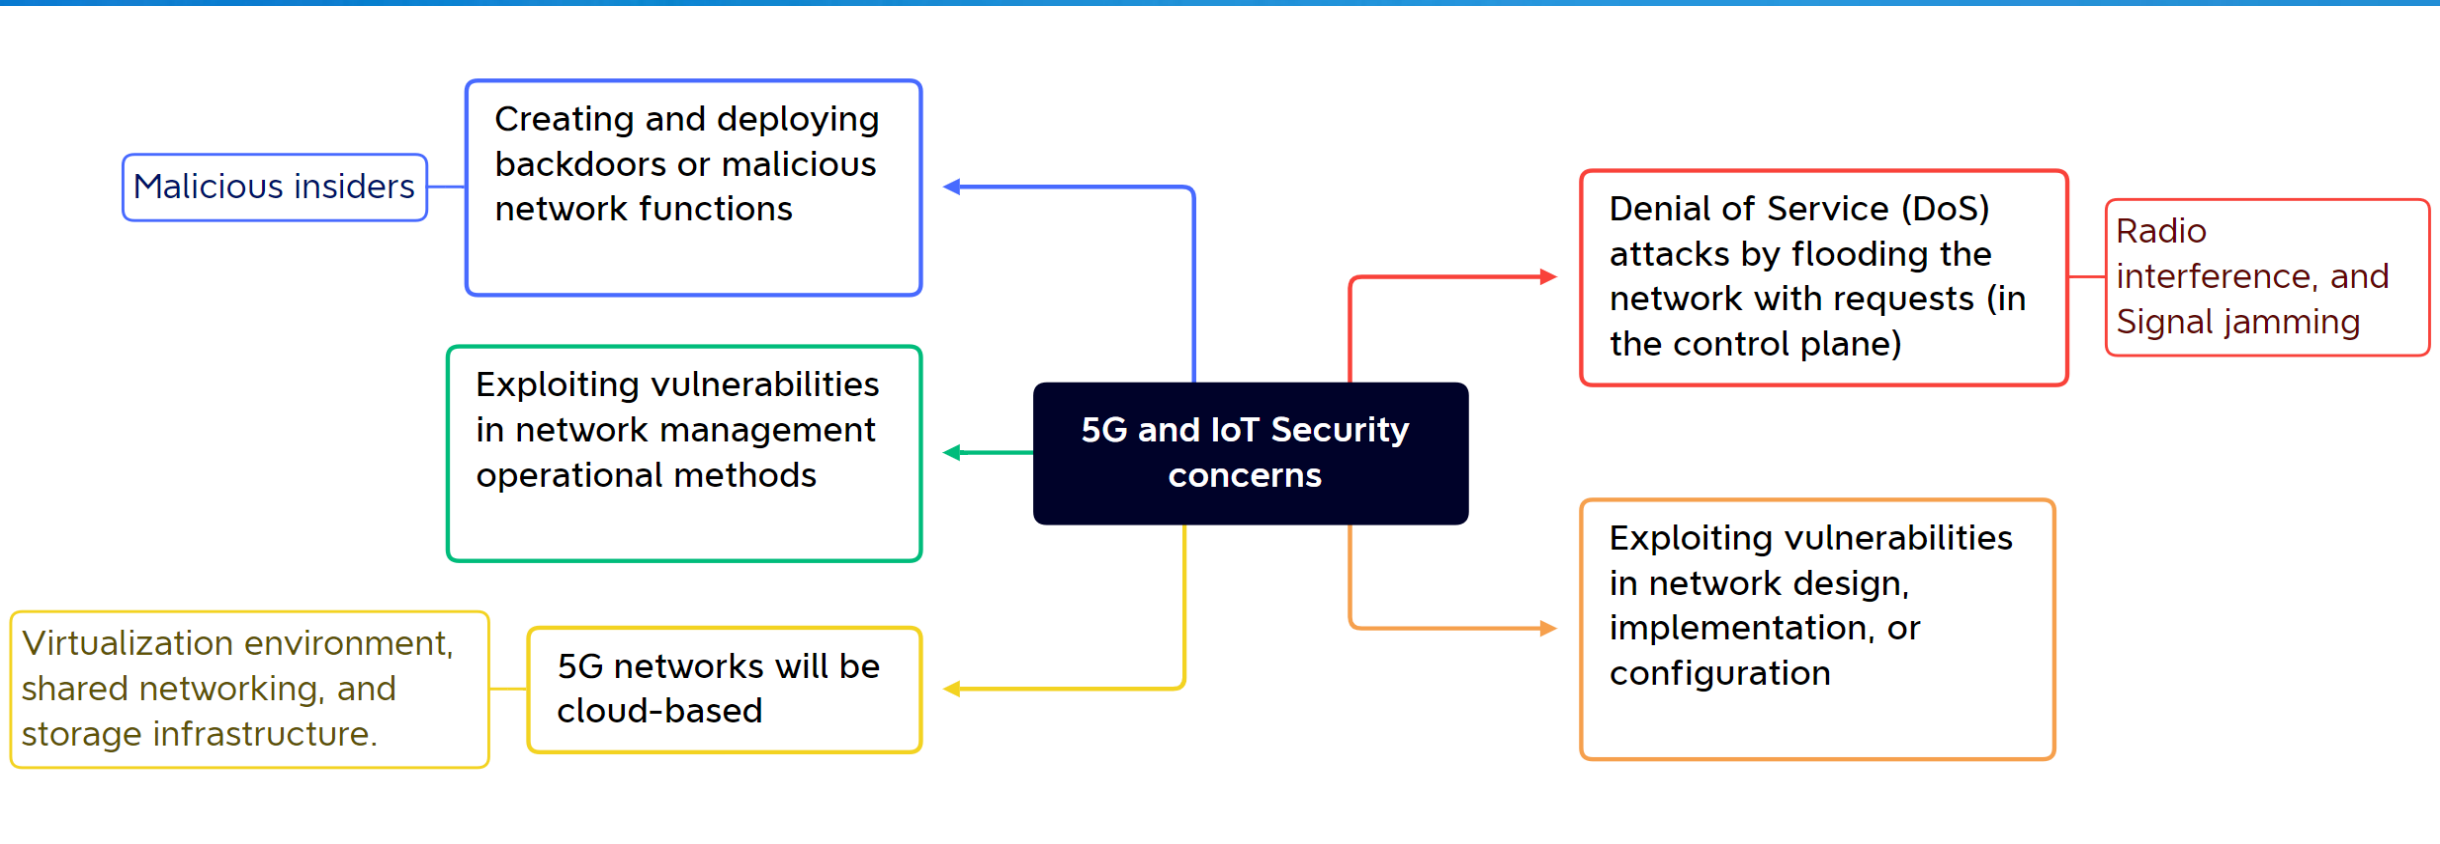 Creating and deploying
backdoors or malicious
network functions
Malicious insiders
Exploiting vulnerabilities
in network management
operational methods
5G networks will be
cloud-based
Virtualization environment,
shared networking, and
storage infrastructure.
5G and IoT Security
concerns
Denial of Service (DoS)
attacks by flooding the
network with requests (in
the control plane)
Radio
interference, and
Signal jamming
Exploiting vulnerabilities
in network design,
implementation, or
configuration